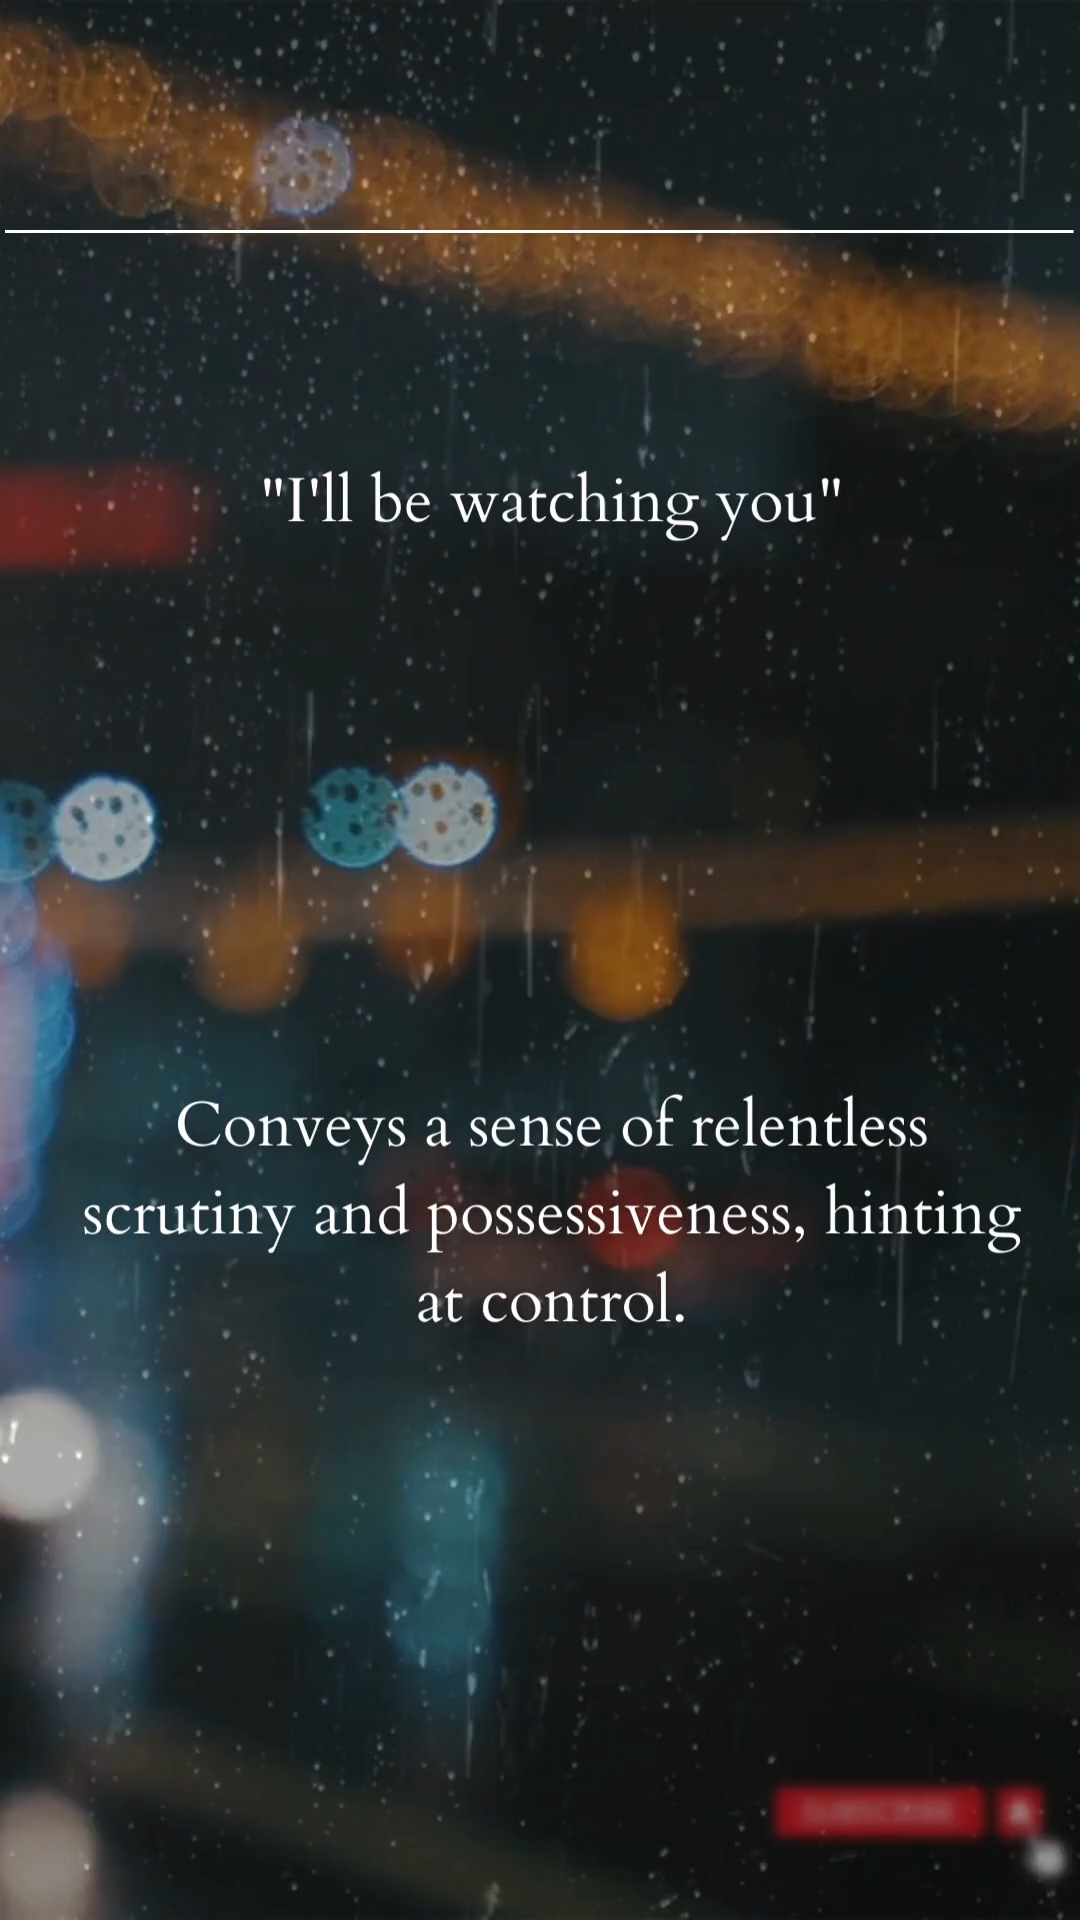 "I'll be watching you"
Conveys a sense of relentless
scrutiny and possessiveness, hinting
at control.